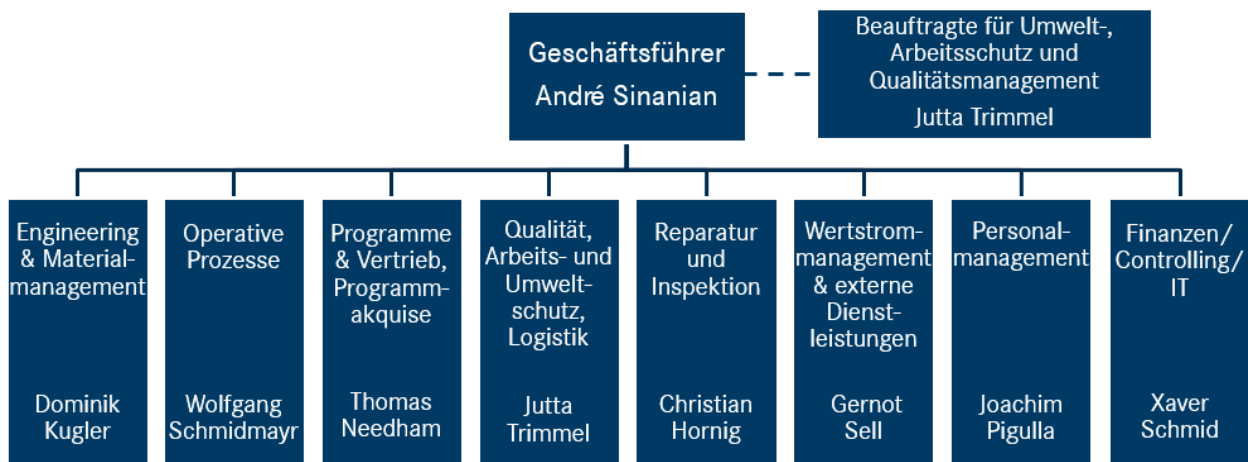 Geschäftsführer
André Sinanian
Beauftragte für Umwelt-,
Arbeitsschutz und
Qualitätsmanagement
Jutta Trimmel
Engineering
& Material-
management
Dominik
Kugler
Operative
Prozesse
Wolfgang
Schmidmayr
Programme
& Vertrieb,
Programm-
akquise
Thomas
Needham
Qualität,
Arbeits- und
Umwelt-
schutz,
Logistik
Jutta
Trimmel
Reparatur
und
Inspektion
Christian
Hornig
Wertstrom-
management
& externe
Dienst-
leistungen
Gernot
Sell
Personal-
management
Joachim
Pigulla
Finanzen/
Controlling/
IT
Xaver
Schmid